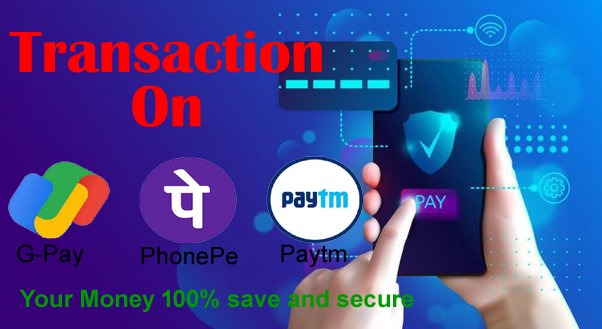 Transaction
On
पे
paytm
PAY
G-Pay
PhonePe
Paytm
Your Money 100% save and secure